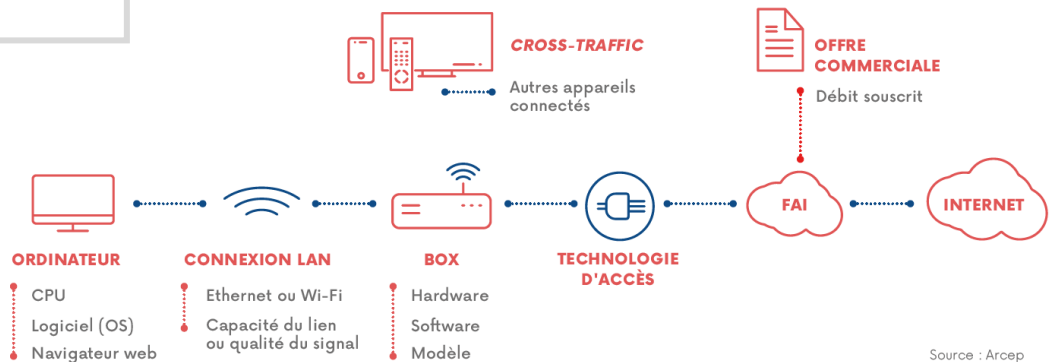 CROSS-TRAFFIC
Autres appareils
connectés
OFFRE
COMMERCIALE
Débit souscrit
FAI
INTERNET
ORDINATEUR
CPU
Logiciel (OS)
Navigateur web
CONNEXION LAN
Ethernet ou Wi-Fi
Capacité du lien
ou qualité du signal
BOX
Hardware
Software
Modèle
TECHNOLOGIE
D'ACCÈS
Source : Arcep